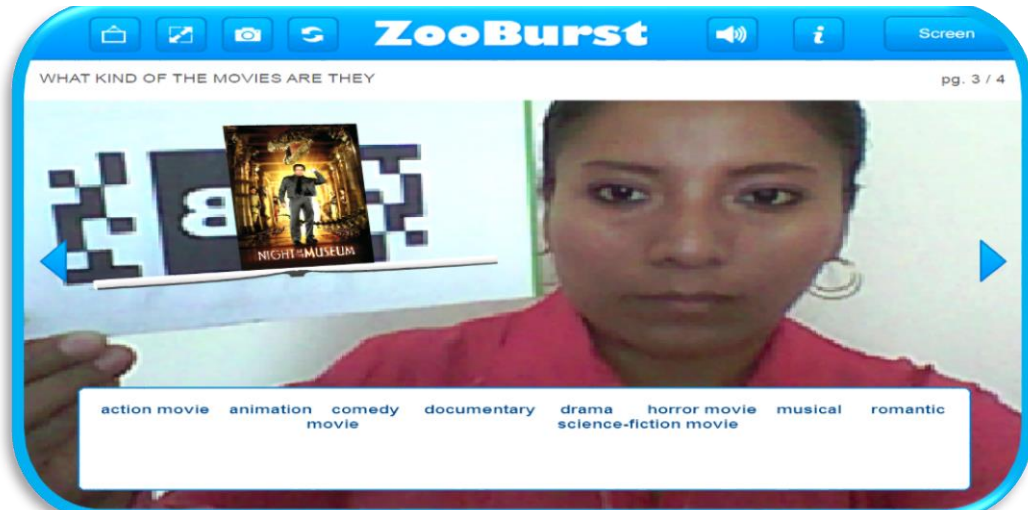 ZooBurst
Screen
WHAT KIND OF THE MOVIES ARE THEY
pg. 3 / 4
B
NIGHT AT THE MUSEUM
action movie animation comedy documentary drama horror movie musical romantic
movie science-fiction movie